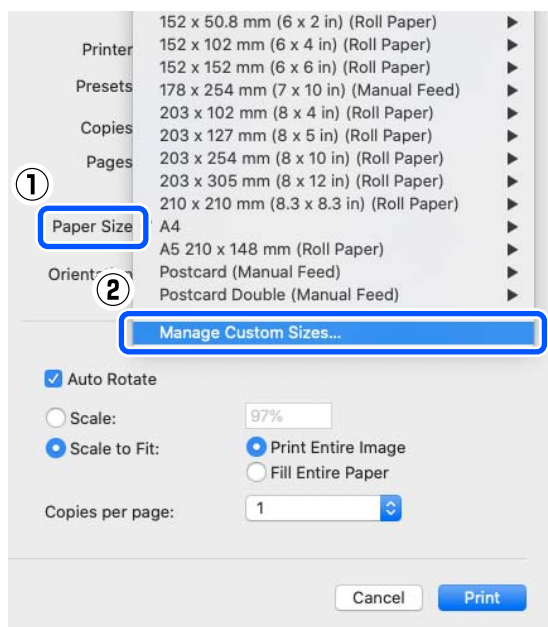 152 x 50.8 mm (6 x 2 in) (Roll Paper)
Printer 152 x 102 mm (6 x 4 in) (Roll Paper)
152 x 152 mm (6 x 6 in) (Roll Paper)
Presets 178 x 254 mm (7 x 10 in) (Manual Feed)
203 x 102 mm (8 x 4 in) (Roll Paper)
Copies 203 x 127 mm (8 x 5 in) (Roll Paper)
Pages 203 x 254 mm (8 x 10 in) (Roll Paper)
① 203 x 305 mm (8 x 12 in) (Roll Paper)
210 x 210 mm (8.3 x 8.3 in) (Roll Paper)
Paper Size A4
A5 210 x 148 mm (Roll Paper)
Orientation Postcard (Manual Feed)
② Postcard Double (Manual Feed)
Manage Custom Sizes...
Auto Rotate
Scale: 97%
Scale to Fit: Print Entire Image
Fill Entire Paper
Copies per page: 1
Cancel Print